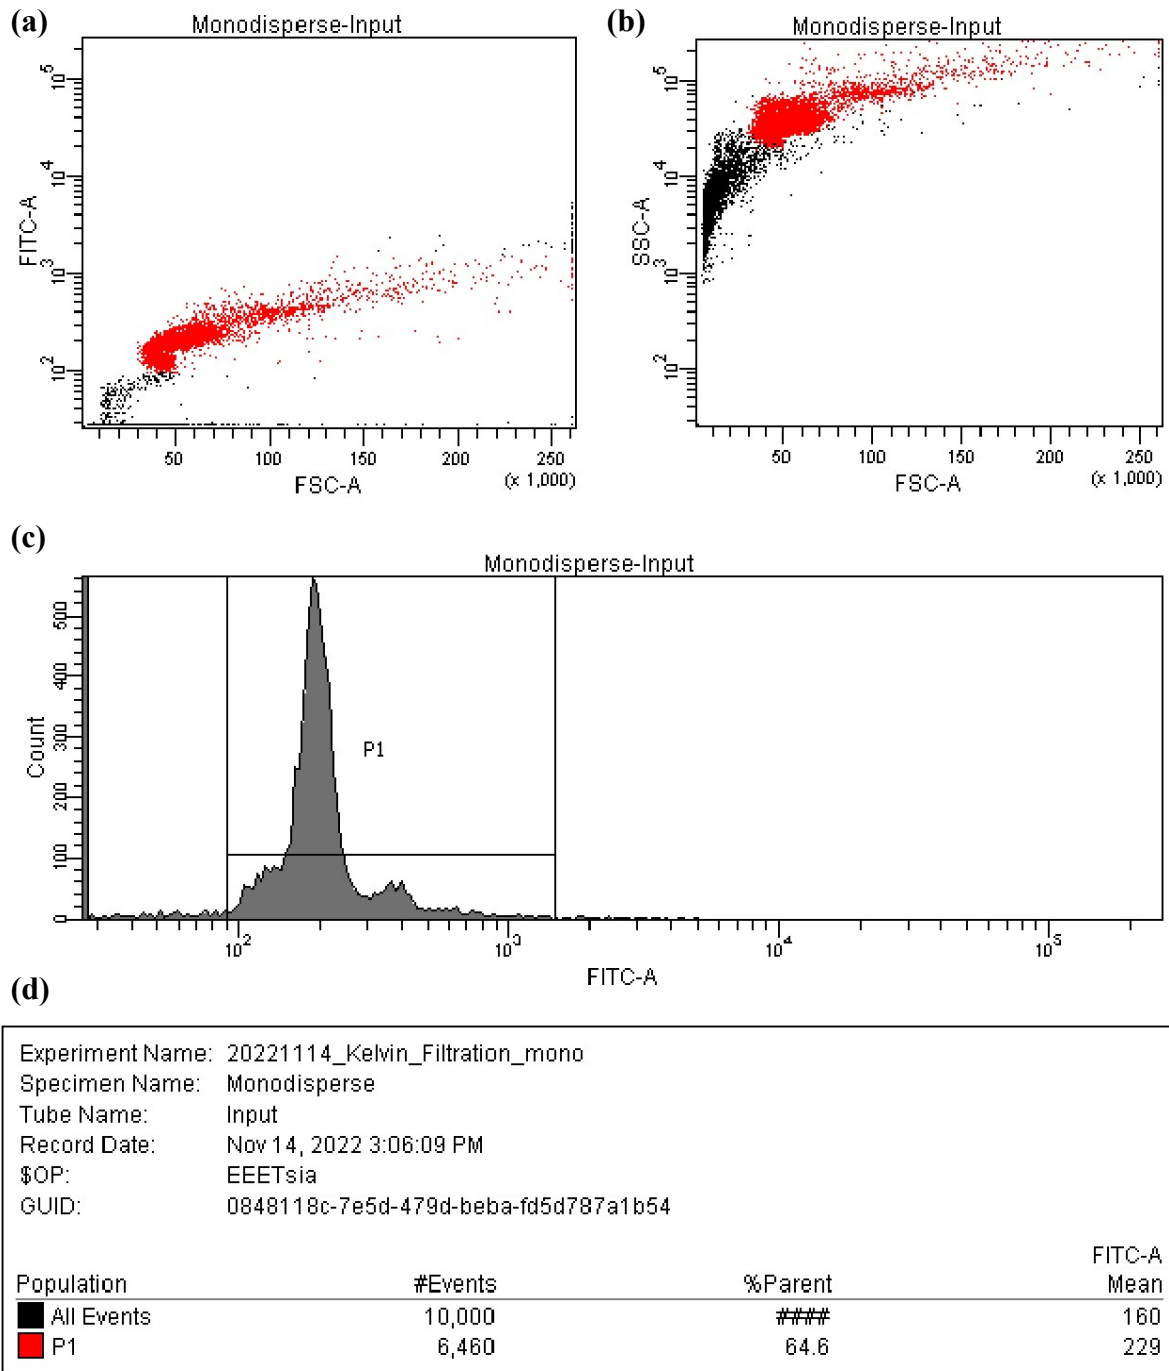 (a)
Monodisperse-Input
FITC-A
10^5
10^4
10^3
10^2
50 100 150 200 250
(x 1,000)
FSC-A
(b)
Monodisperse-Input
SSC-A
10^5
10^4
10^3
10^2
50 100 150 200 250
(x 1,000)
FSC-A
(c)
Monodisperse-Input
Count
500
400
300
200
100
0
P1
10^2 10^3 10^4 10^5
FITC-A
(d)
Experiment Name: 20221114_Kelvin_Filtration_mono
Specimen Name: Monodisperse
Tube Name: Input
Record Date: Nov 14, 2022 3:06:09 PM
$OP: EEETsia
GUID: 0848118c-7e5d-479d-beba-fd5d787a1b54
FITC-A
Population #Events %Parent Mean
All Events 10,000 #### 160
P1 6,460 64.6 229